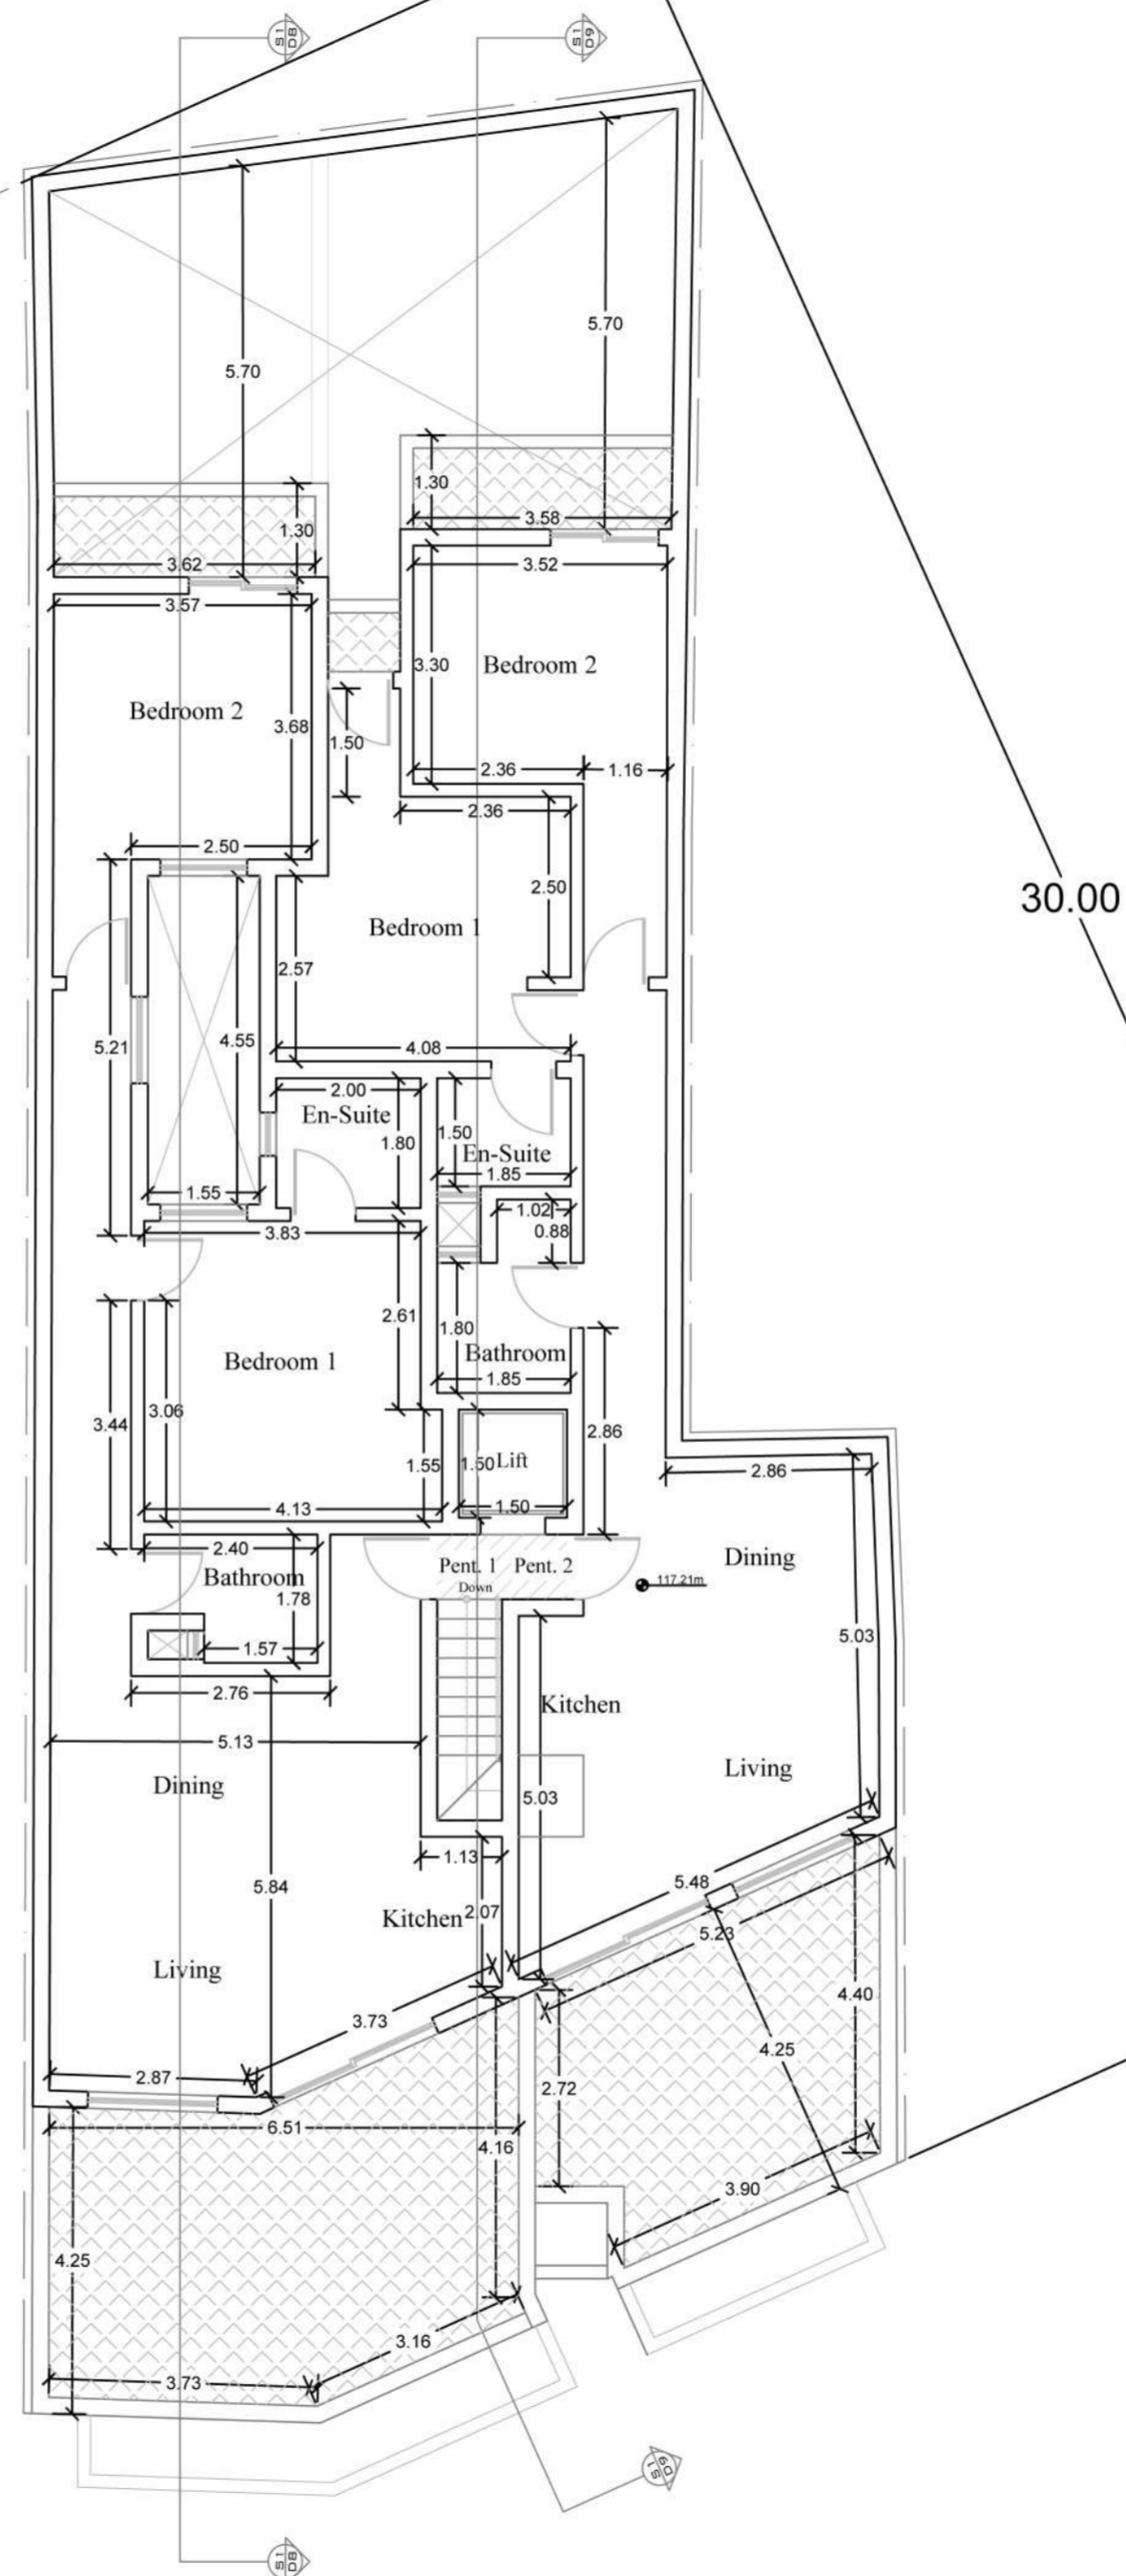 S1
D8
S1
D9
5.70
5.70
30.00
1.30
3.58
1.30
3.62
3.52
3.57
3.30
Bedroom 2
Bedroom 2
3.68
1.50
2.36
1.16
2.36
2.50
2.50
Bedroom 1
2.57
4.55
5.21
4.08
2.00
En-Suite
1.50
1.80
En-Suite
1.85
1.55
1.02
3.83
0.88
2.61
1.80
Bathroom
Bedroom 1
1.85
3.06
3.44
2.86
1.55
1.50
Lift
2.86
4.13
1.50
2.40
Pent. 1
Pent. 2
Dining
Bathroom
Down
117.21m
1.78
5.03
1.57
2.76
Kitchen
5.13
Living
Dining
5.03
1.13
5.84
5.48
Kitchen
2.07
5.23
Living
4.40
3.73
4.25
2.87
2.72
6.51
4.16
3.90
4.25
3.16
3.73
S1
D9
S1
D8